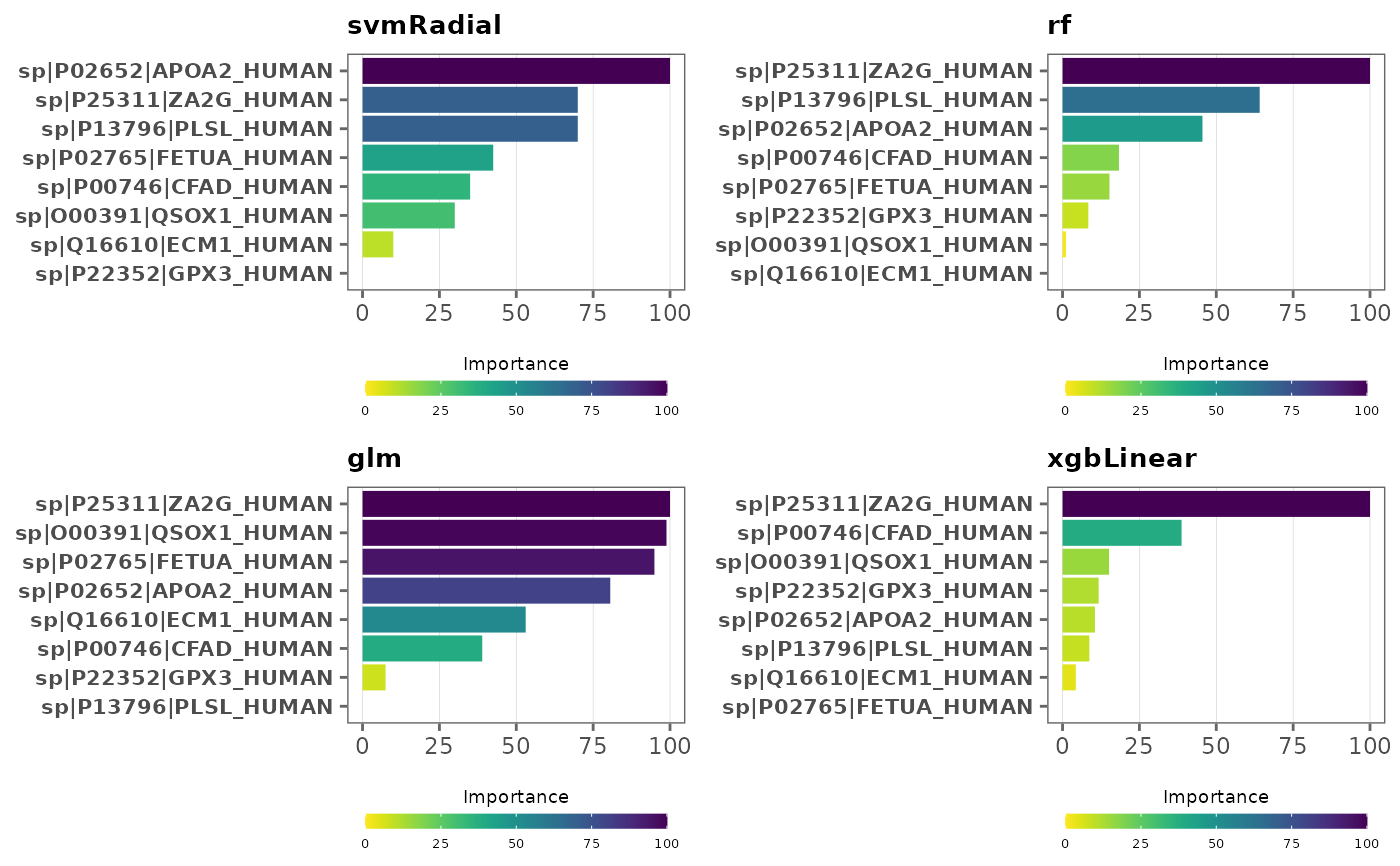 svmRadial
sp|P02652|APOA2_HUMAN
sp|P25311|ZA2G_HUMAN
sp|P13796|PLSL_HUMAN
sp|P02765|FETUA_HUMAN
sp|P00746|CFAD_HUMAN
sp|O00391|QSOX1_HUMAN
sp|Q16610|ECM1_HUMAN
sp|P22352|GPX3_HUMAN
0 25 50 75 100
Importance
0 25 50 75 100
rf
sp|P25311|ZA2G_HUMAN
sp|P13796|PLSL_HUMAN
sp|P02652|APOA2_HUMAN
sp|P00746|CFAD_HUMAN
sp|P02765|FETUA_HUMAN
sp|P22352|GPX3_HUMAN
sp|O00391|QSOX1_HUMAN
sp|Q16610|ECM1_HUMAN
0 25 50 75 100
Importance
0 25 50 75 100
glm
sp|P25311|ZA2G_HUMAN
sp|O00391|QSOX1_HUMAN
sp|P02765|FETUA_HUMAN
sp|P02652|APOA2_HUMAN
sp|Q16610|ECM1_HUMAN
sp|P00746|CFAD_HUMAN
sp|P22352|GPX3_HUMAN
sp|P13796|PLSL_HUMAN
0 25 50 75 100
Importance
0 25 50 75 100
xgbLinear
sp|P25311|ZA2G_HUMAN
sp|P00746|CFAD_HUMAN
sp|O00391|QSOX1_HUMAN
sp|P22352|GPX3_HUMAN
sp|P02652|APOA2_HUMAN
sp|P13796|PLSL_HUMAN
sp|Q16610|ECM1_HUMAN
sp|P02765|FETUA_HUMAN
0 25 50 75 100
Importance
0 25 50 75 100